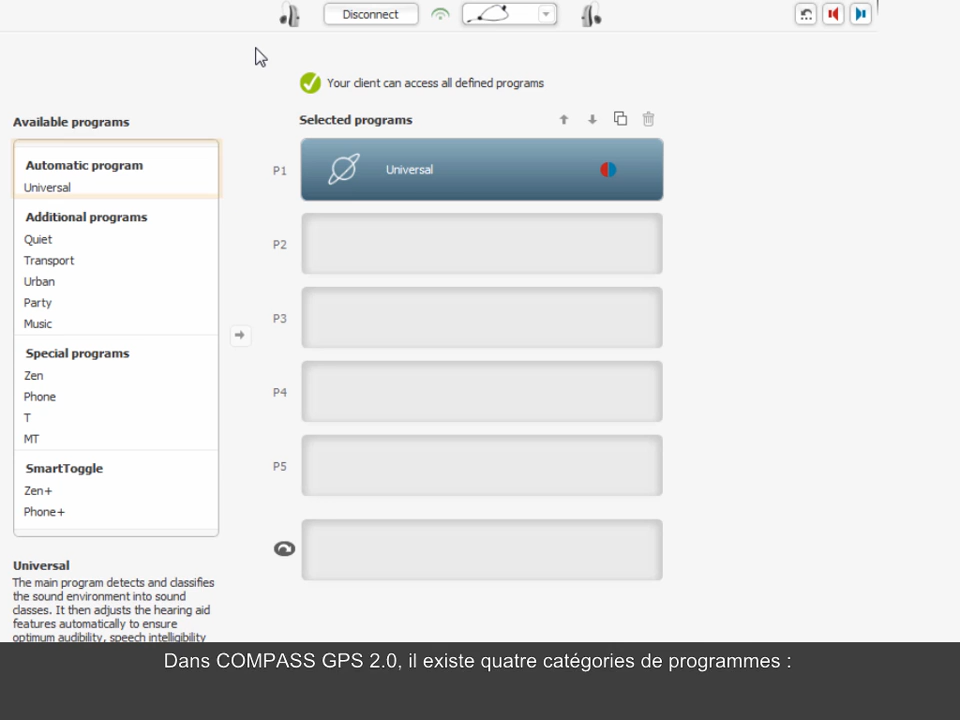 Disconnect
Your client can access all defined programs
Available programs
Selected programs
Automatic program
Universal
Additional programs
Quiet
Transport
Urban
Party
Music
Special programs
Zen
Phone
T
MT
SmartToggle
Zen+
Phone+
P1
Universal
P2
P3
P4
P5
Universal
The main program detects and classifies
the sound environment into sound
classes. It then adjusts the hearing aid
features automatically to ensure
optimum audibility, speech intelligibility
Dans COMPASS GPS 2.0, il existe quatre catégories de programmes :